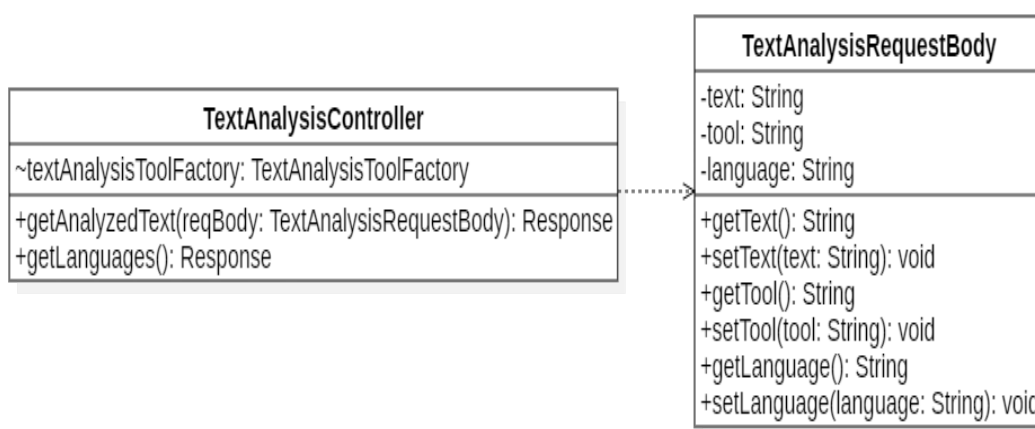 TextAnalysisController
~textAnalysisToolFactory: TextAnalysisToolFactory
+getAnalyzedText(reqBody: TextAnalysisRequestBody): Response
+getLanguages(): Response
TextAnalysisRequestBody
-text: String
-tool: String
-language: String
+getText(): String
+setText(text: String): void
+getTool(): String
+setTool(tool: String): void
+getLanguage(): String
+setLanguage(language: String): void